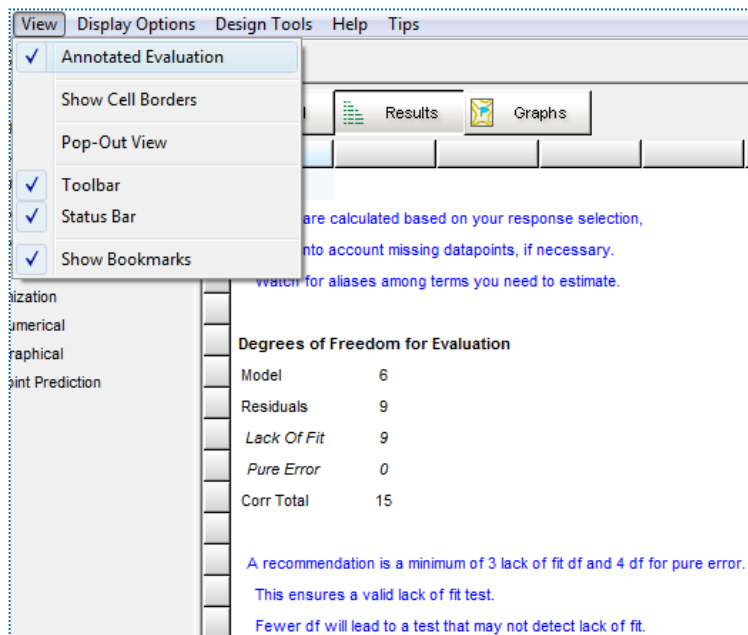 View Display Options Design Tools Help Tips
Annotated Evaluation
Show Cell Borders
Pop-Out View
Toolbar
Status Bar
Show Bookmarks
Results Graphs
are calculated based on your response selection,
account missing datapoints, if necessary.
Watch for aliases among terms you need to estimate.
Degrees of Freedom for Evaluation
Model 6
Residuals 9
Lack Of Fit 9
Pure Error 0
Corr Total 15
A recommendation is a minimum of 3 lack of fit df and 4 df for pure error.
This ensures a valid lack of fit test.
Fewer df will lead to a test that may not detect lack of fit.
ization
umerical
raphical
oint Prediction